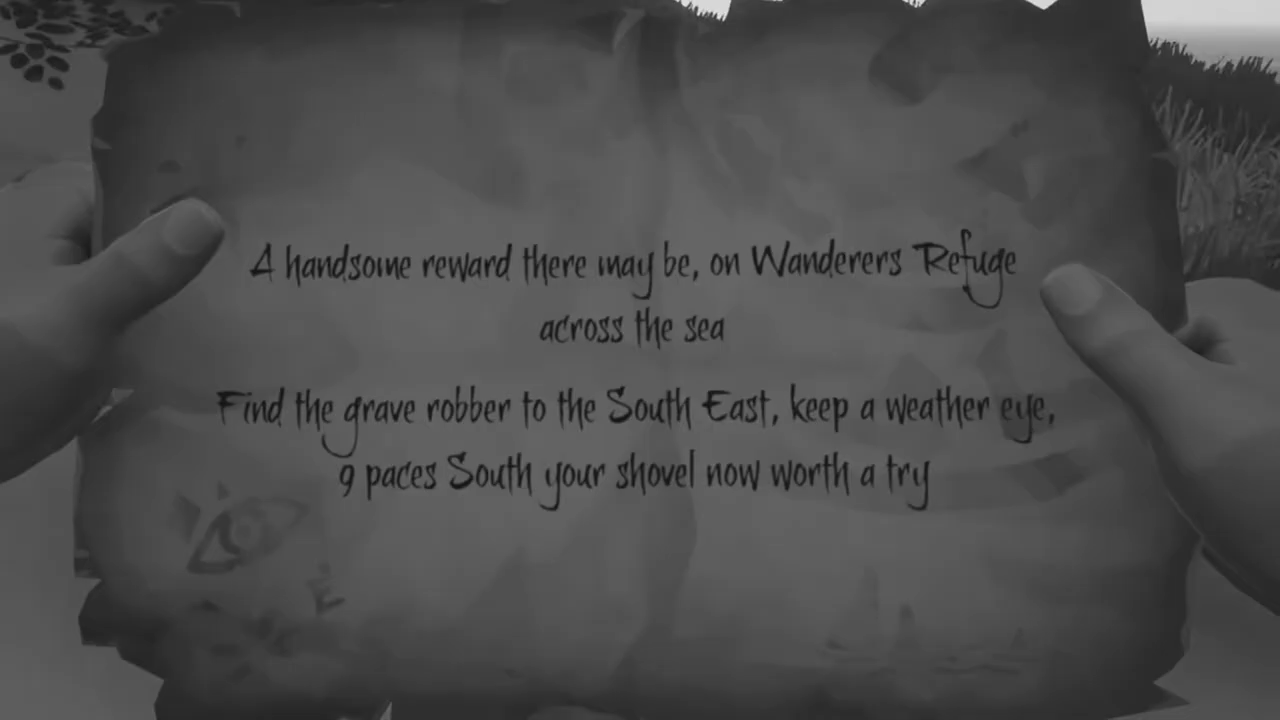 A handsome reward there may be, on Wanderers Refuge
across the sea
Find the grave robber to the South East, keep a weather eye,
9 paces South your shovel now worth a try